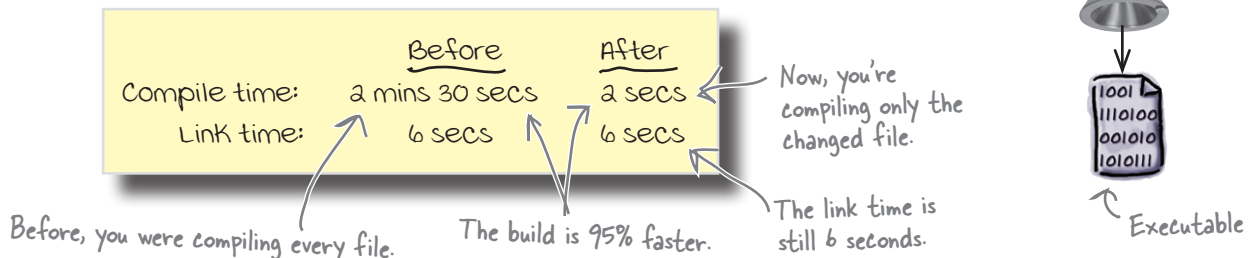 Before After
Compile time: 2 mins 30 secs 2 secs
Link time: 6 secs 6 secs
Now, you're
compiling only the
changed file.
Before, you were compiling every file.
The build is 95% faster.
The link time is
still 6 seconds.
1001
1110100
001010
1010111
Executable